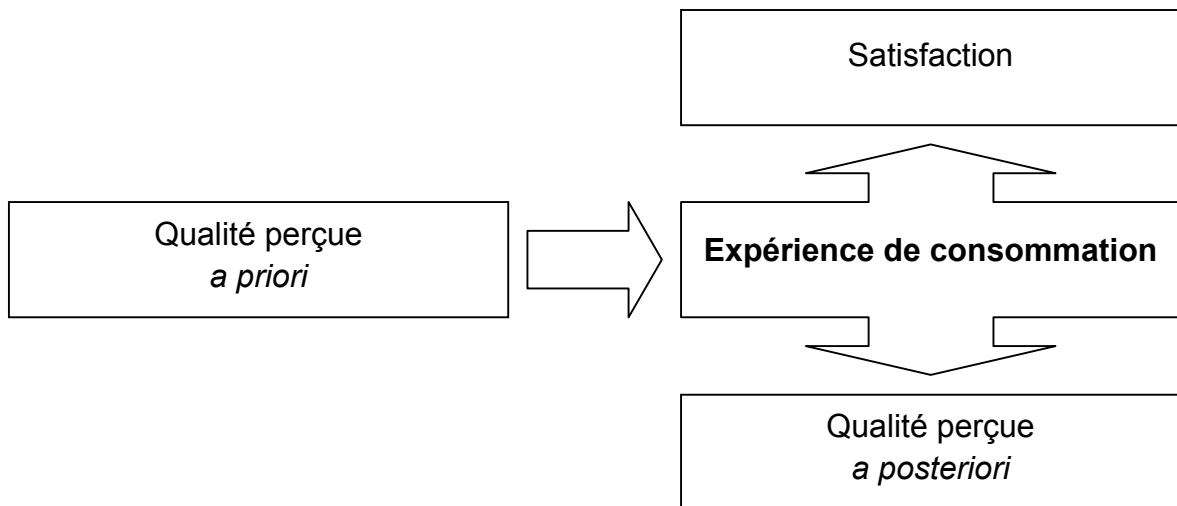 Satisfaction
Qualité perçue
a priori
Expérience de consommation
Qualité perçue
a posteriori